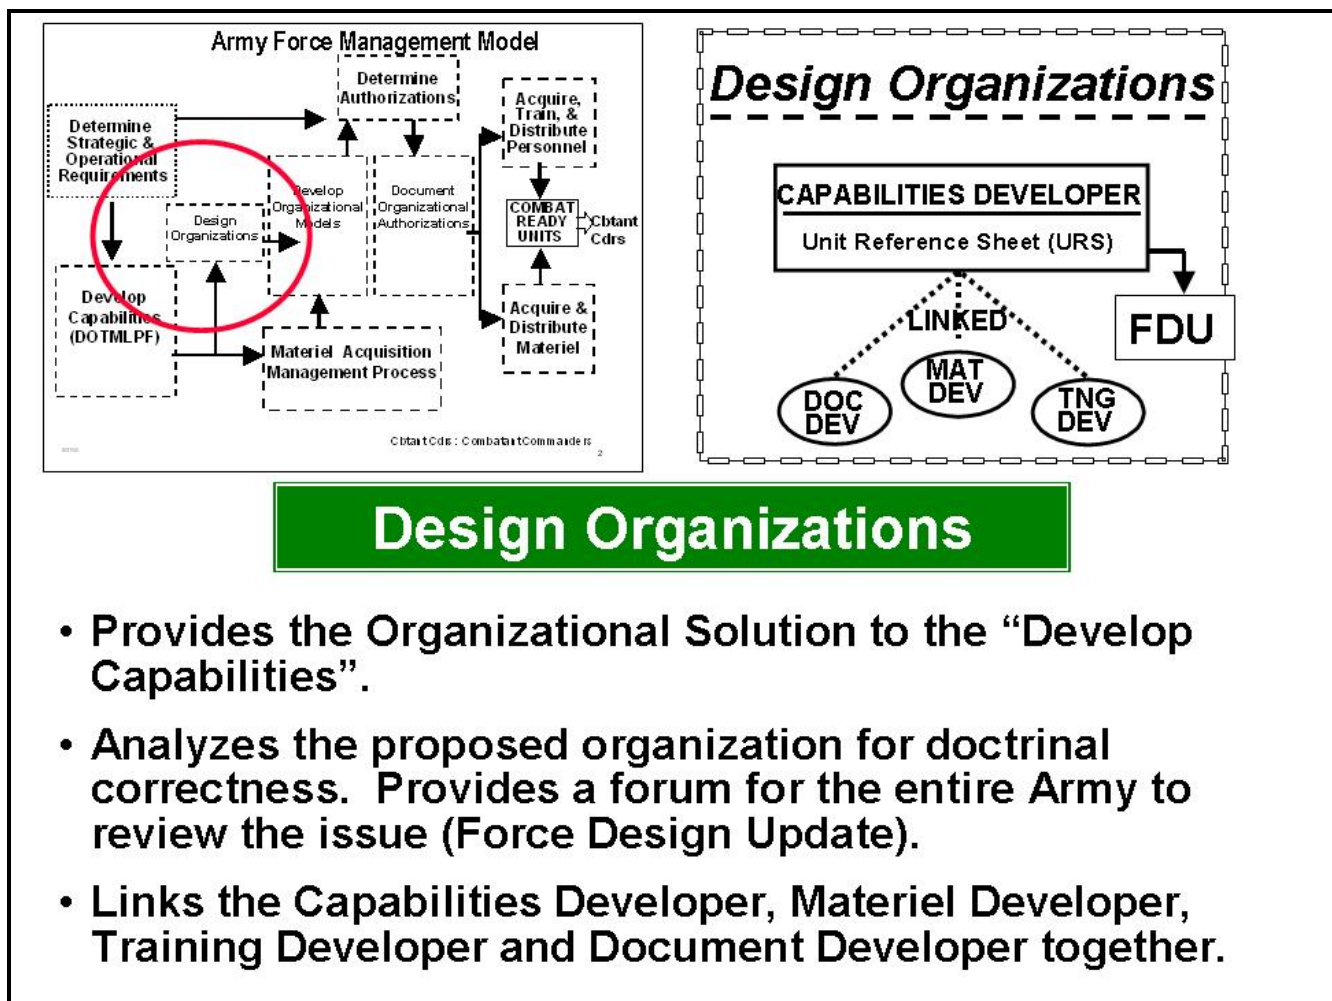 Army Force Management Model
Determine
Authorizations
Acquire,
Train, &
Distribute
Personnel
Determine
Strategic &
Operational
Requirements
Develop
Organizational
Models
Document
Organizational
Authorizations
Design
Organizations
COMBAT
READY
UNITS
Cbtant
Cdrs
Develop
Capabilities
(DOTMLPF)
Acquire &
Distribute
Materiel
Materiel Acquisition
Management Process
Cbtant Cdrs : Combatant Commanders
2
Design Organizations
CAPABILITIES DEVELOPER
Unit Reference Sheet (URS)
LINKED
FDU
DOC
DEV
MAT
DEV
TNG
DEV
Design Organizations
• Provides the Organizational Solution to the “Develop
Capabilities”.
• Analyzes the proposed organization for doctrinal
correctness.  Provides a forum for the entire Army to
review the issue (Force Design Update).
• Links the Capabilities Developer, Materiel Developer,
Training Developer and Document Developer together.